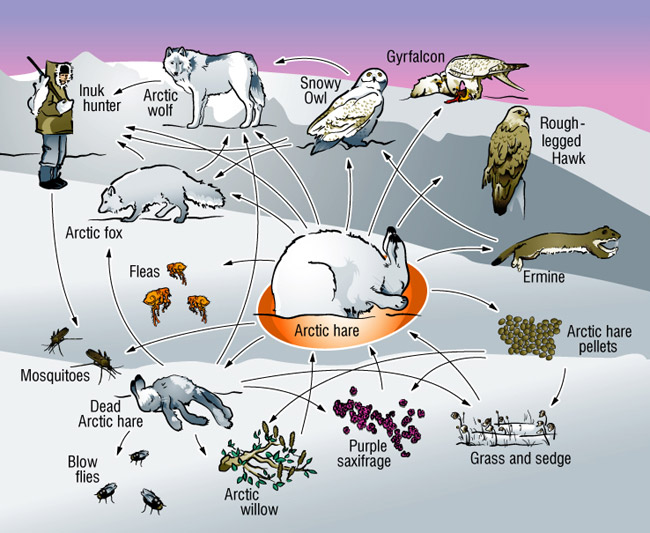 Inuk
hunter
Arctic
wolf
Snowy
Owl
Gyrfalcon
Rough-
legged
Hawk
Arctic fox
Ermine
Fleas
Arctic hare
Arctic hare
pellets
Mosquitoes
Dead
Arctic hare
Blow
flies
Arctic
willow
Purple
saxifrage
Grass and sedge